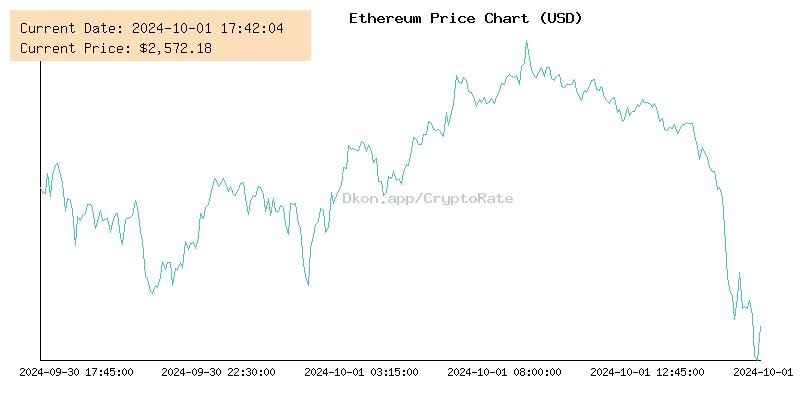 Ethereum Price Chart (USD)
Current Date: 2024-10-01 17:42:04
Current Price: $2,572.18
Dkon.app/CryptoRate
2024-09-30 17:45:00 2024-09-30 22:30:00 2024-10-01 03:15:00 2024-10-01 08:00:00 2024-10-01 12:45:00 2024-10-01